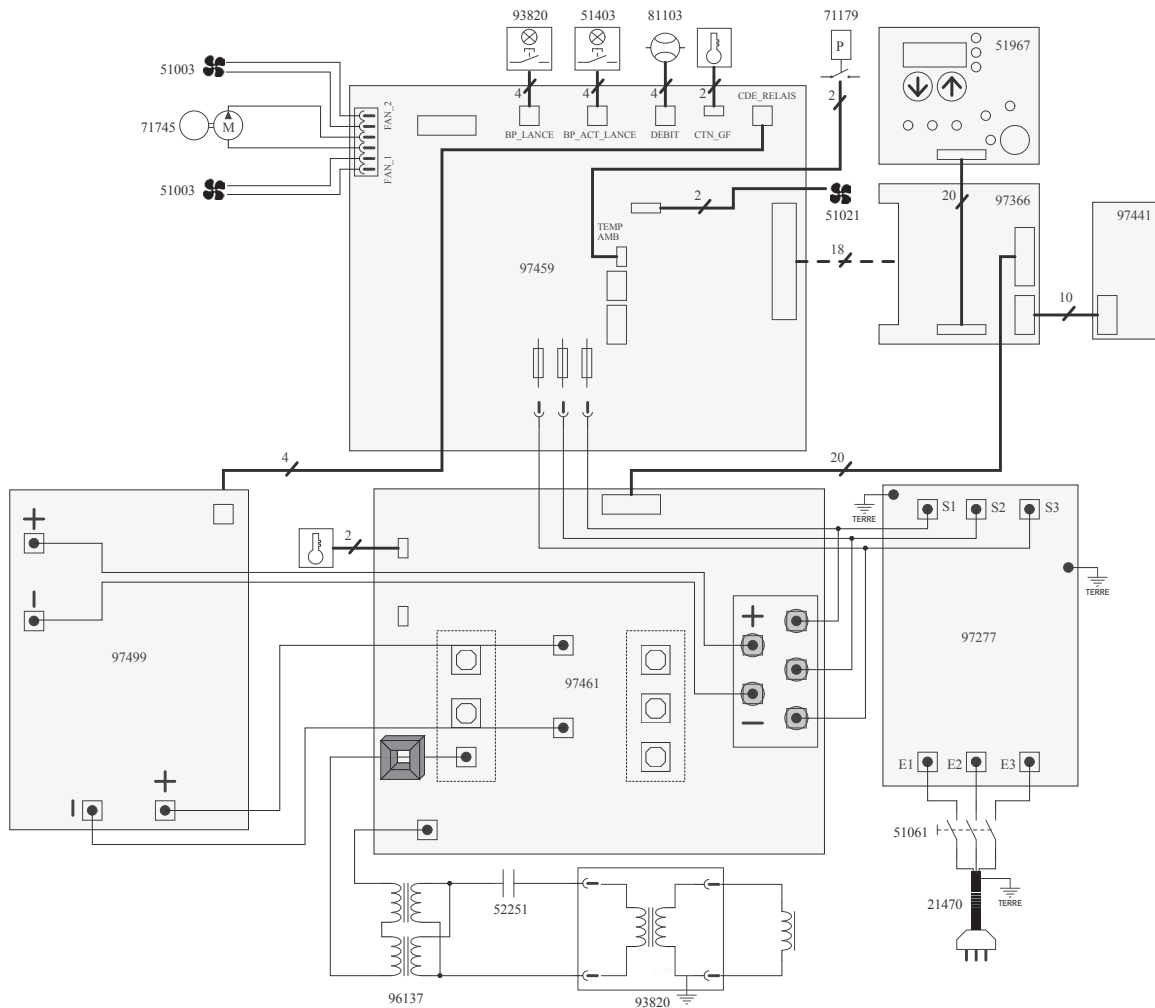 93820 51403 81103 71179
51967
51003
71745
M
51003
FAN_2
FAN_1
4 4 4 2 2
P
CDE_RELAIS
BP_LANCE BP_ACT_LANCE DEBIT CTN_GF
20
2
51021
97366
97441
TEMP
AMB
97459
18
10
4
20
TERRE
S1 S2 S3
+
2
TERRE
–
+
97499
97461
97277
–
+
–
E1 E2 E3
51061
52251
21470
TERRE
96137
93820